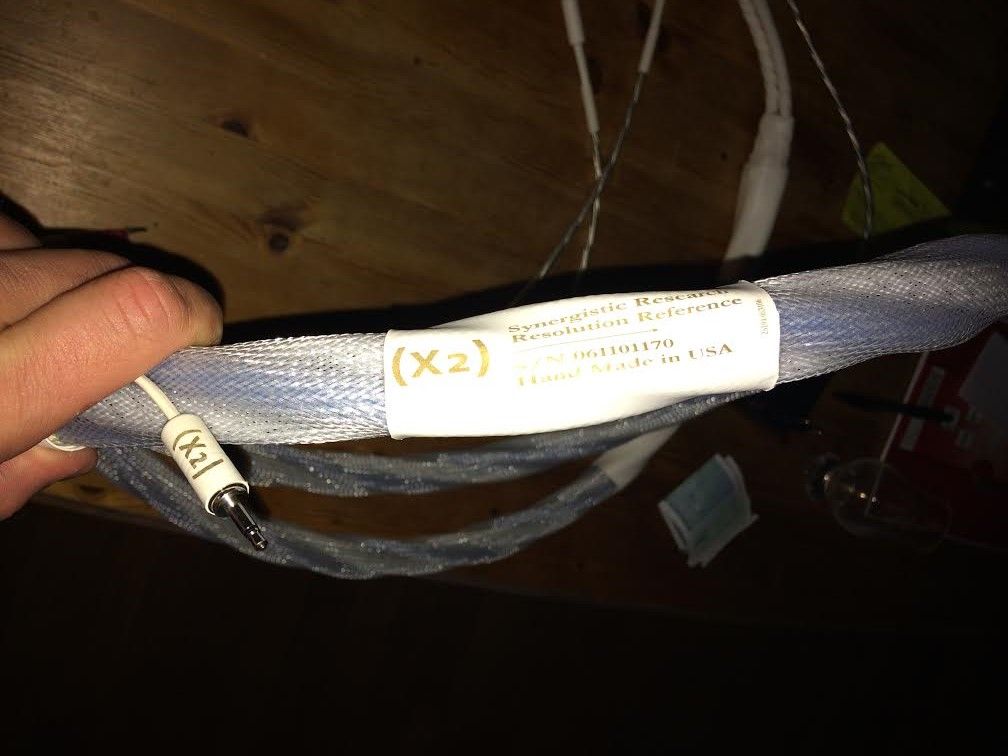 (X2)
Synergistic Research
Resolution Reference
S/N 061101170
Hand Made in USA
(X2)